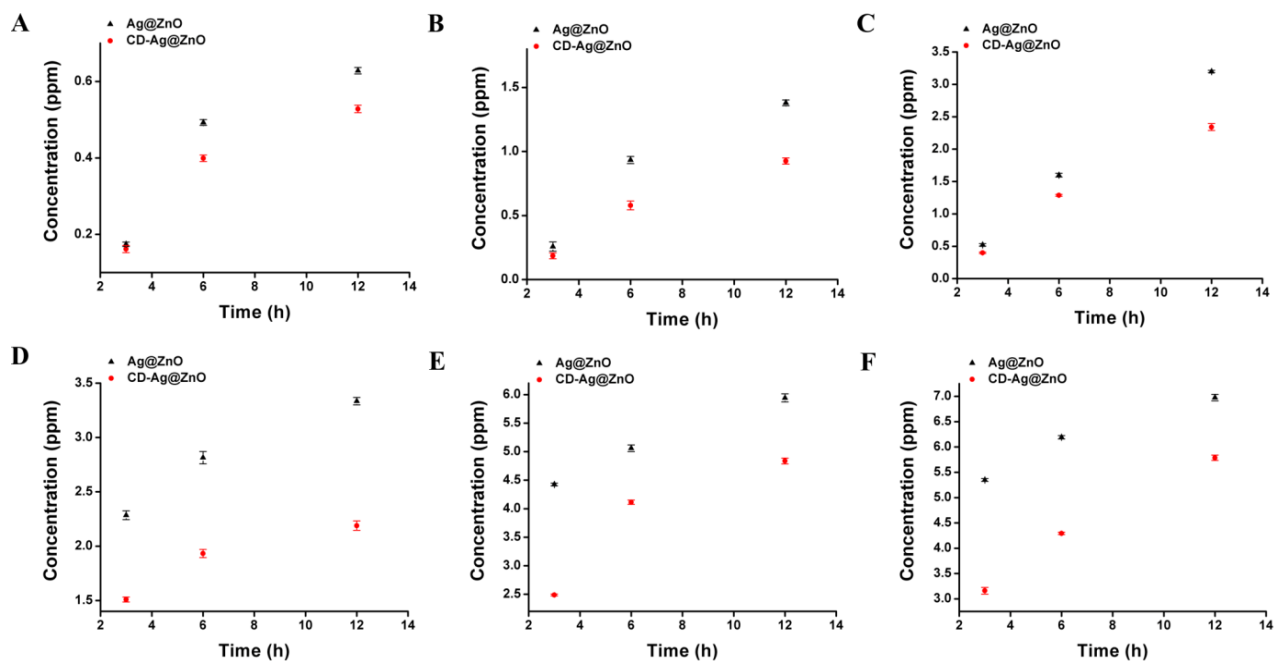 A
Ag@ZnO
CD-Ag@ZnO
Concentration (ppm)
0.6
0.4
0.2
2 4 6 8 10 12 14
Time (h)
B
Ag@ZnO
CD-Ag@ZnO
Concentration (ppm)
1.5
1.0
0.5
0.0
2 4 6 8 10 12 14
Time (h)
C
Ag@ZnO
CD-Ag@ZnO
Concentration (ppm)
3.5
3.0
2.5
2.0
1.5
1.0
0.5
0.0
2 4 6 8 10 12 14
Time (h)
D
Ag@ZnO
CD-Ag@ZnO
Concentration (ppm)
3.5
3.0
2.5
2.0
1.5
2 4 6 8 10 12 14
Time (h)
E
Ag@ZnO
CD-Ag@ZnO
Concentration (ppm)
6.0
5.5
5.0
4.5
4.0
3.5
3.0
2.5
2 4 6 8 10 12 14
Time (h)
F
Ag@ZnO
CD-Ag@ZnO
Concentration (ppm)
7.0
6.5
6.0
5.5
5.0
4.5
4.0
3.5
3.0
2 4 6 8 10 12 14
Time (h)